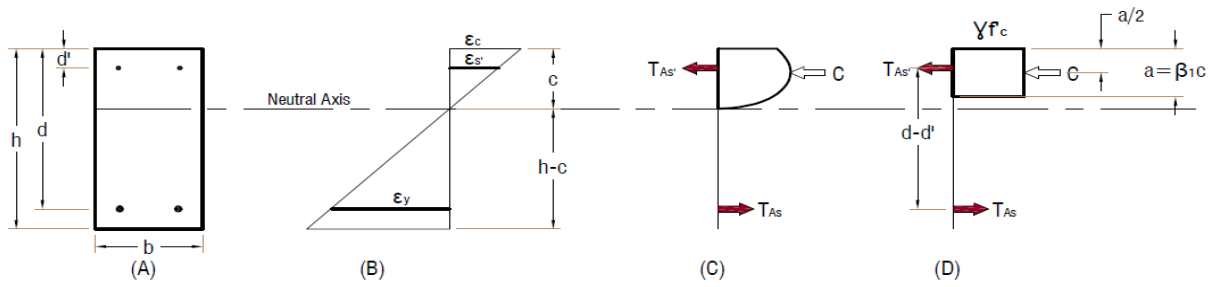 d'
h
d
b
(A)
Neutral Axis
εc
εs'
c
h-c
εy
(B)
TAs'
C
TAs
(C)
γf'c
a/2
TAs'
C
a=β1c
d-d'
TAs
(D)